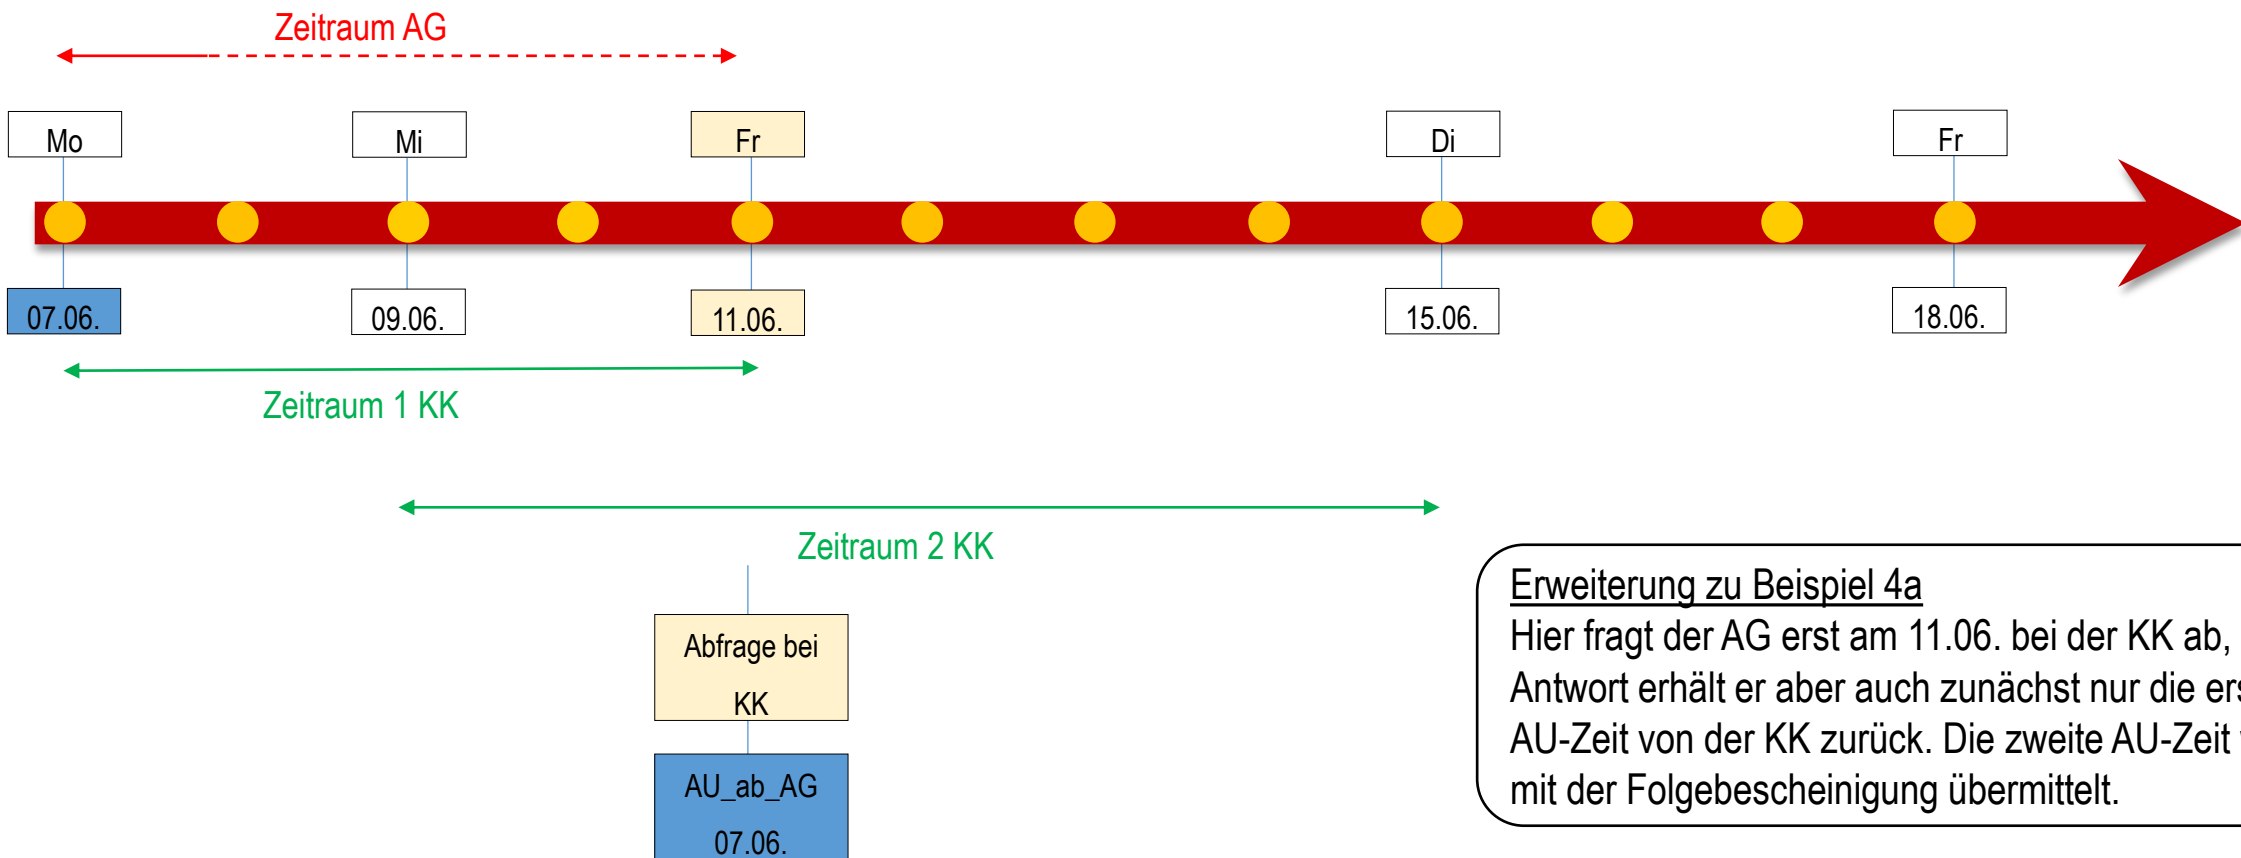 Zeitraum AG
Mo
Mi
Fr
Di
Fr
07.06.
09.06.
11.06.
15.06.
18.06.
Zeitraum 1 KK
Zeitraum 2 KK
Abfrage bei
KK
AU_ab_AG
07.06.
Erweiterung zu Beispiel 4a
Hier fragt der AG erst am 11.06. bei der KK ab,
Antwort erhält er aber auch zunächst nur die
AU-Zeit von der KK zurück. Die zweite AU-Zeit
mit der Folgebescheinigung übermittelt.